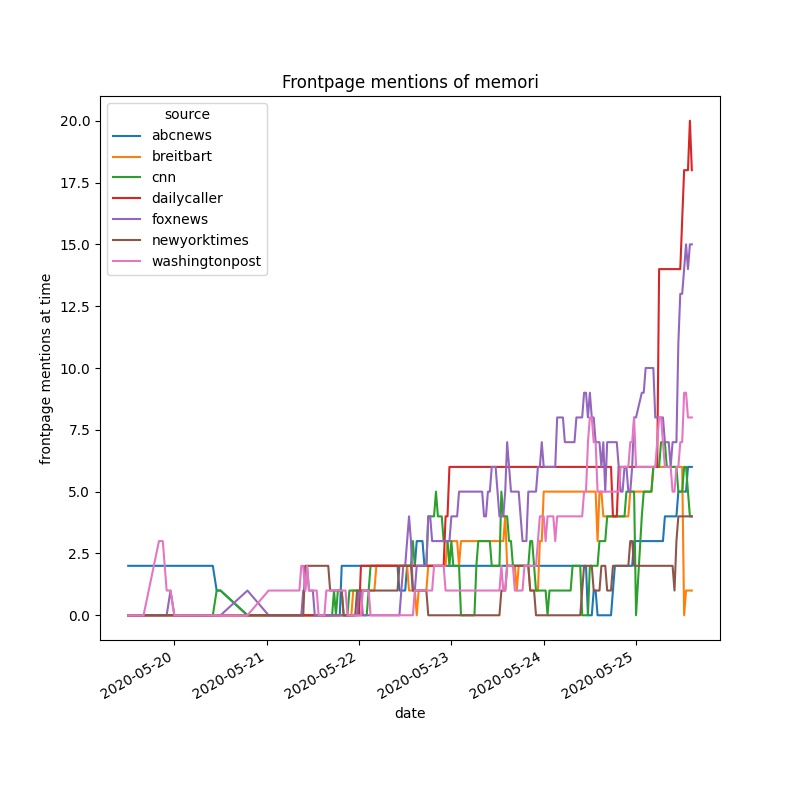 Frontpage mentions of memori
source
abcnews
breitbart
cnn
dailycaller
foxnews
newyorktimes
washingtonpost
20.0
17.5
15.0
12.5
10.0
7.5
5.0
2.5
0.0
frontpage mentions at time
2020-05-20
2020-05-21
2020-05-22
2020-05-23
2020-05-24
2020-05-25
date